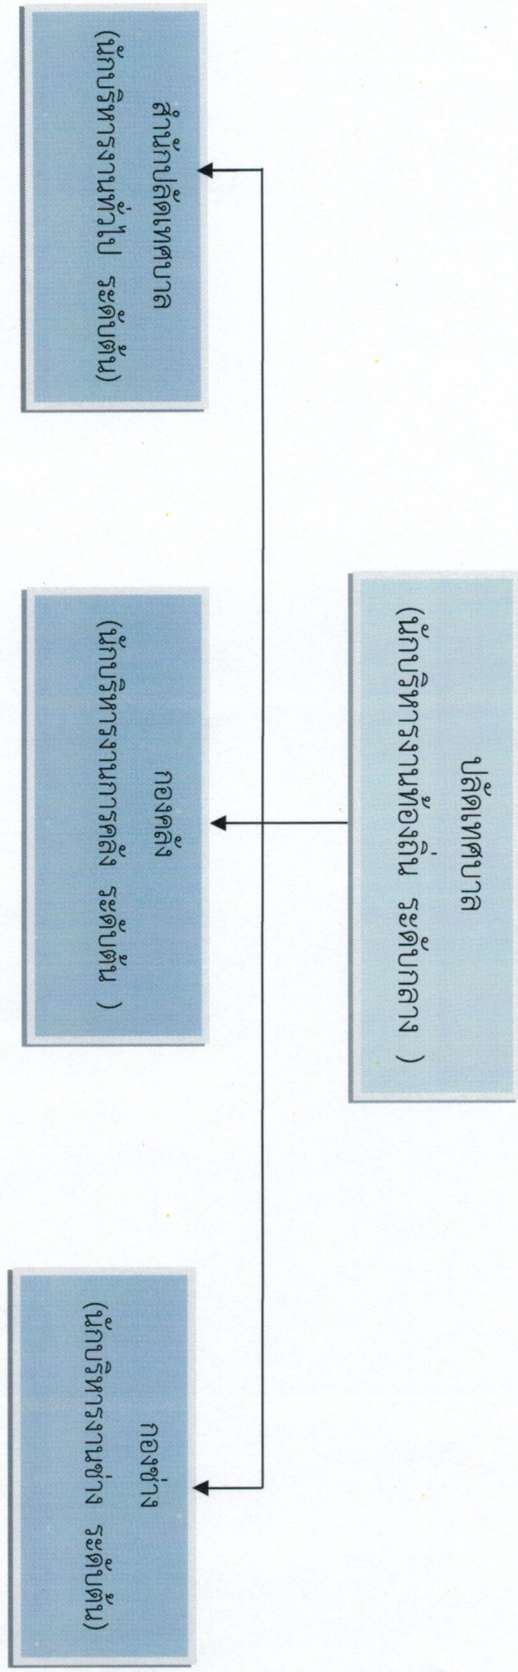 ปลัดเทศบาล
(นักบริหารงานท้องถิ่น ระดับกลาง )
สำนักปลัดเทศบาล
(นักบริหารงานทั่วไป ระดับต้น)
กองคลัง
(นักบริหารงานการคลัง ระดับต้น )
กองช่าง
(นักบริหารงานช่าง ระดับต้น)